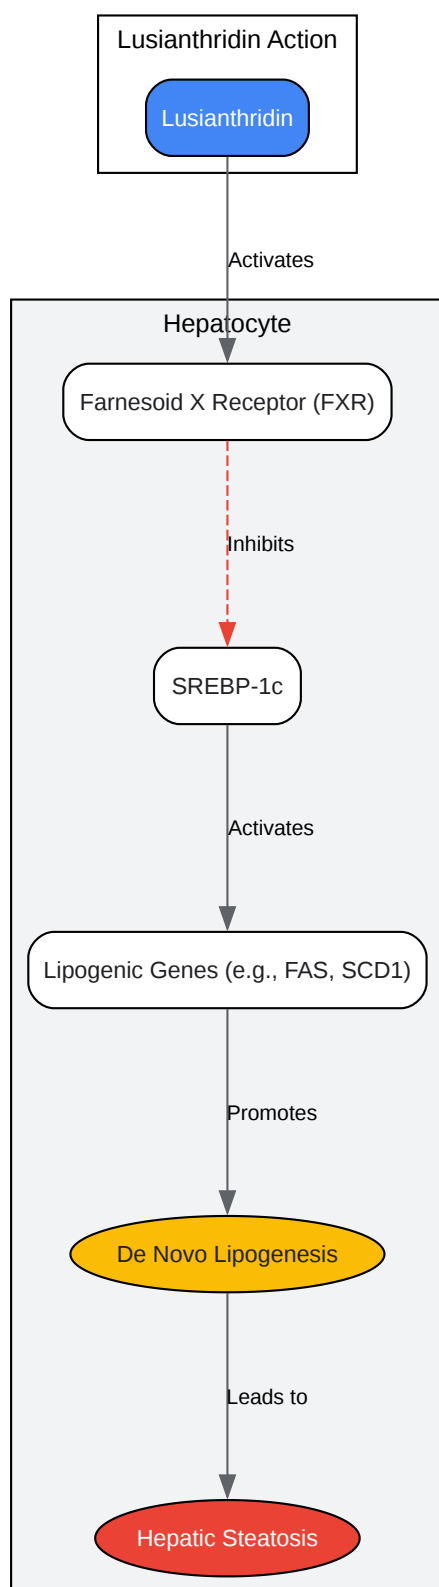 Lusianthridin Action
Lusianthridin
Activates
Hepatocyte
Farnesoid X Receptor (FXR)
Inhibits
SREBP-1c
Activates
Lipogenic Genes (e.g., FAS, SCD1)
Promotes
De Novo Lipogenesis
Leads to
Hepatic Steatosis